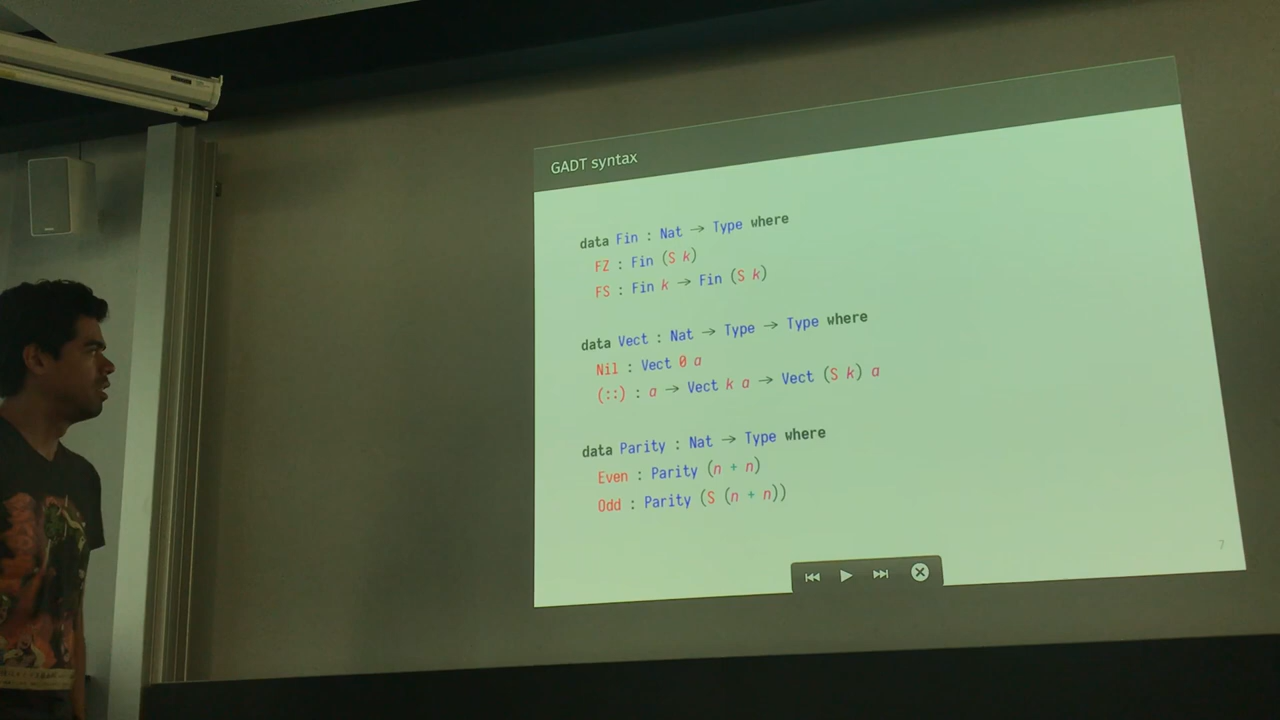 GADT syntax
data Fin : Nat → Type where
FZ : Fin (S k)
FS : Fin k → Fin (S k)
data Vect : Nat → Type → Type where
Nil : Vect 0 a
(::) : a → Vect k a → Vect (S k) a
data Parity : Nat → Type where
Even : Parity (n + n)
Odd : Parity (S (n + n))
7